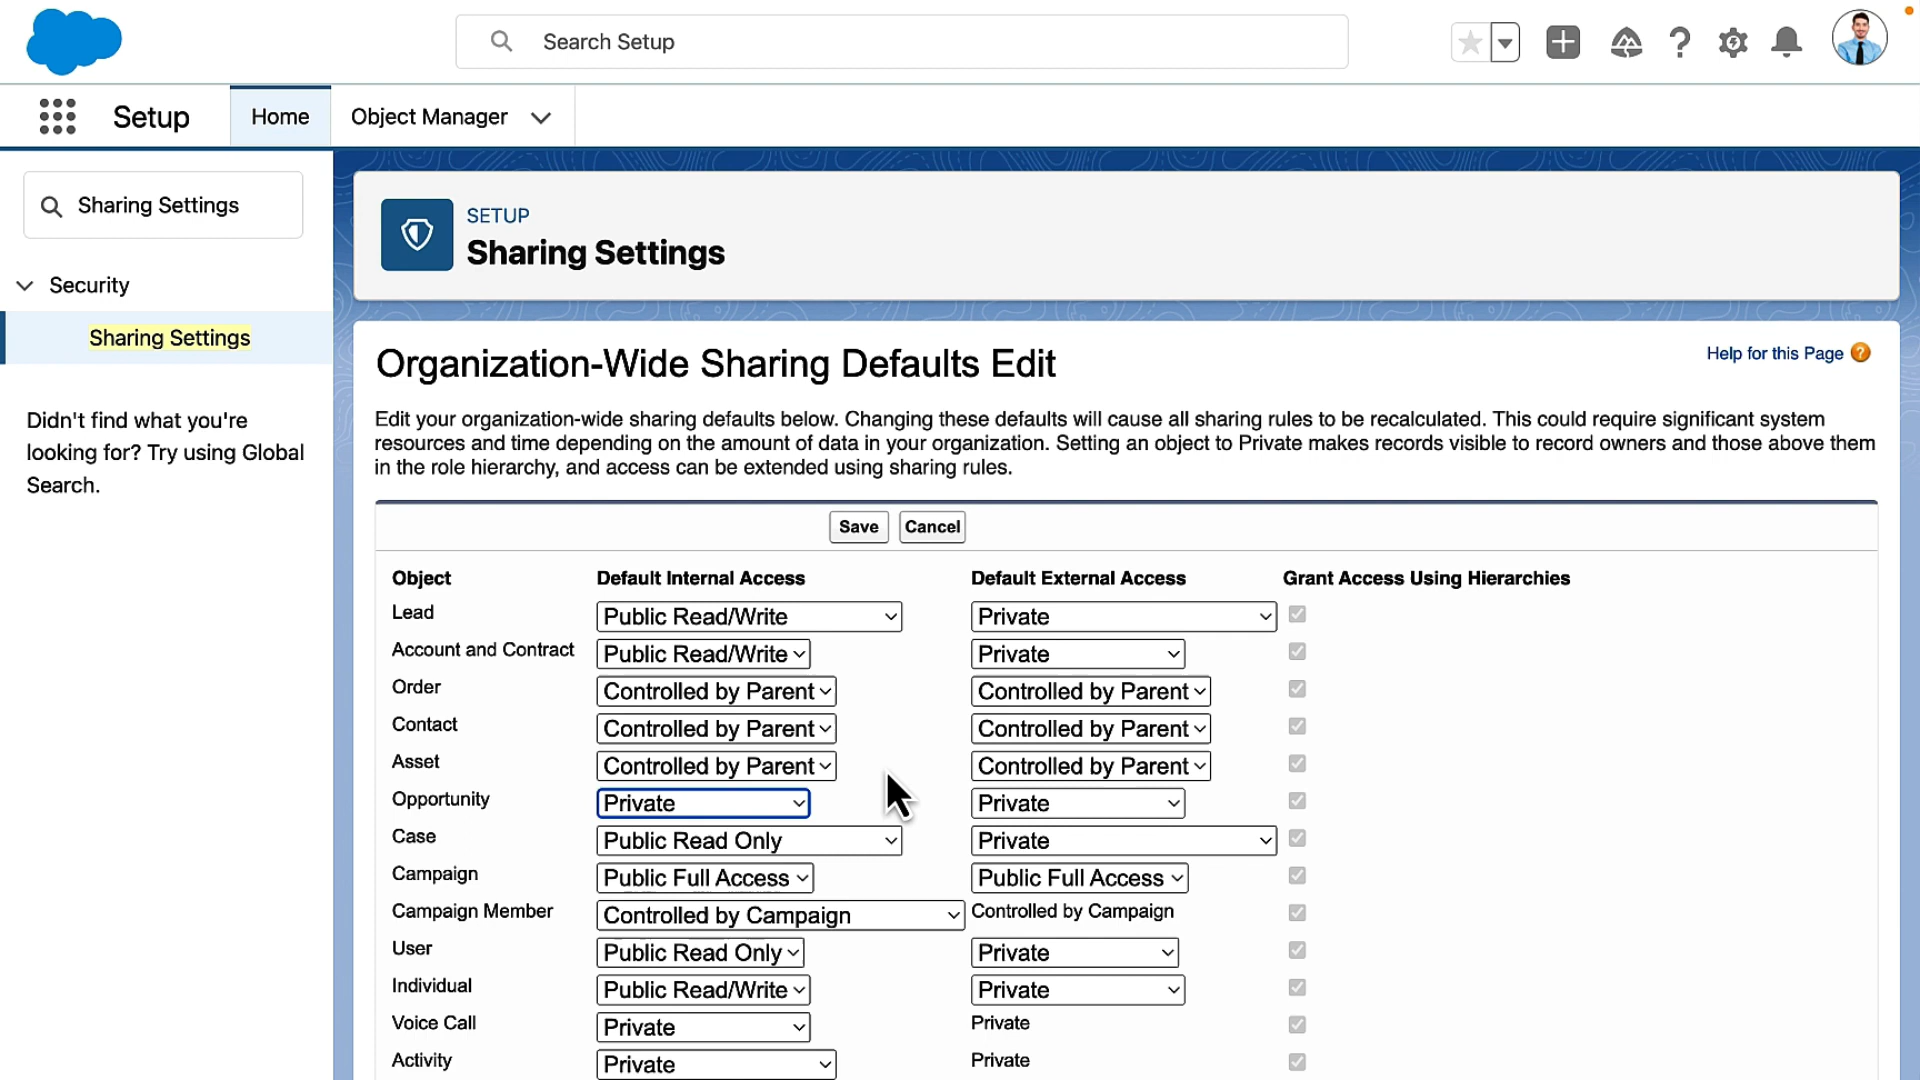 Search Setup
Setup
Home
Object Manager
Sharing Settings
Security
Sharing Settings
Didn't find what you're
looking for? Try using Global
Search.
SETUP
Sharing Settings
Organization-Wide Sharing Defaults Edit
Help for this Page ?
Edit your organization-wide sharing defaults below. Changing these defaults will cause all sharing rules to be recalculated. This could require significant system
resources and time depending on the amount of data in your organization. Setting an object to Private makes records visible to record owners and those above them
in the role hierarchy, and access can be extended using sharing rules.
Save Cancel
Object Default Internal Access Default External Access Grant Access Using Hierarchies
Lead Public Read/Write Private
Account and Contract Public Read/Write Private
Order Controlled by Parent Controlled by Parent
Contact Controlled by Parent Controlled by Parent
Asset Controlled by Parent Controlled by Parent
Opportunity Private Private
Case Public Read Only Private
Campaign Public Full Access Public Full Access
Campaign Member Controlled by Campaign Controlled by Campaign
User Public Read Only Private
Individual Public Read/Write Private
Voice Call Private Private
Activity Private Private